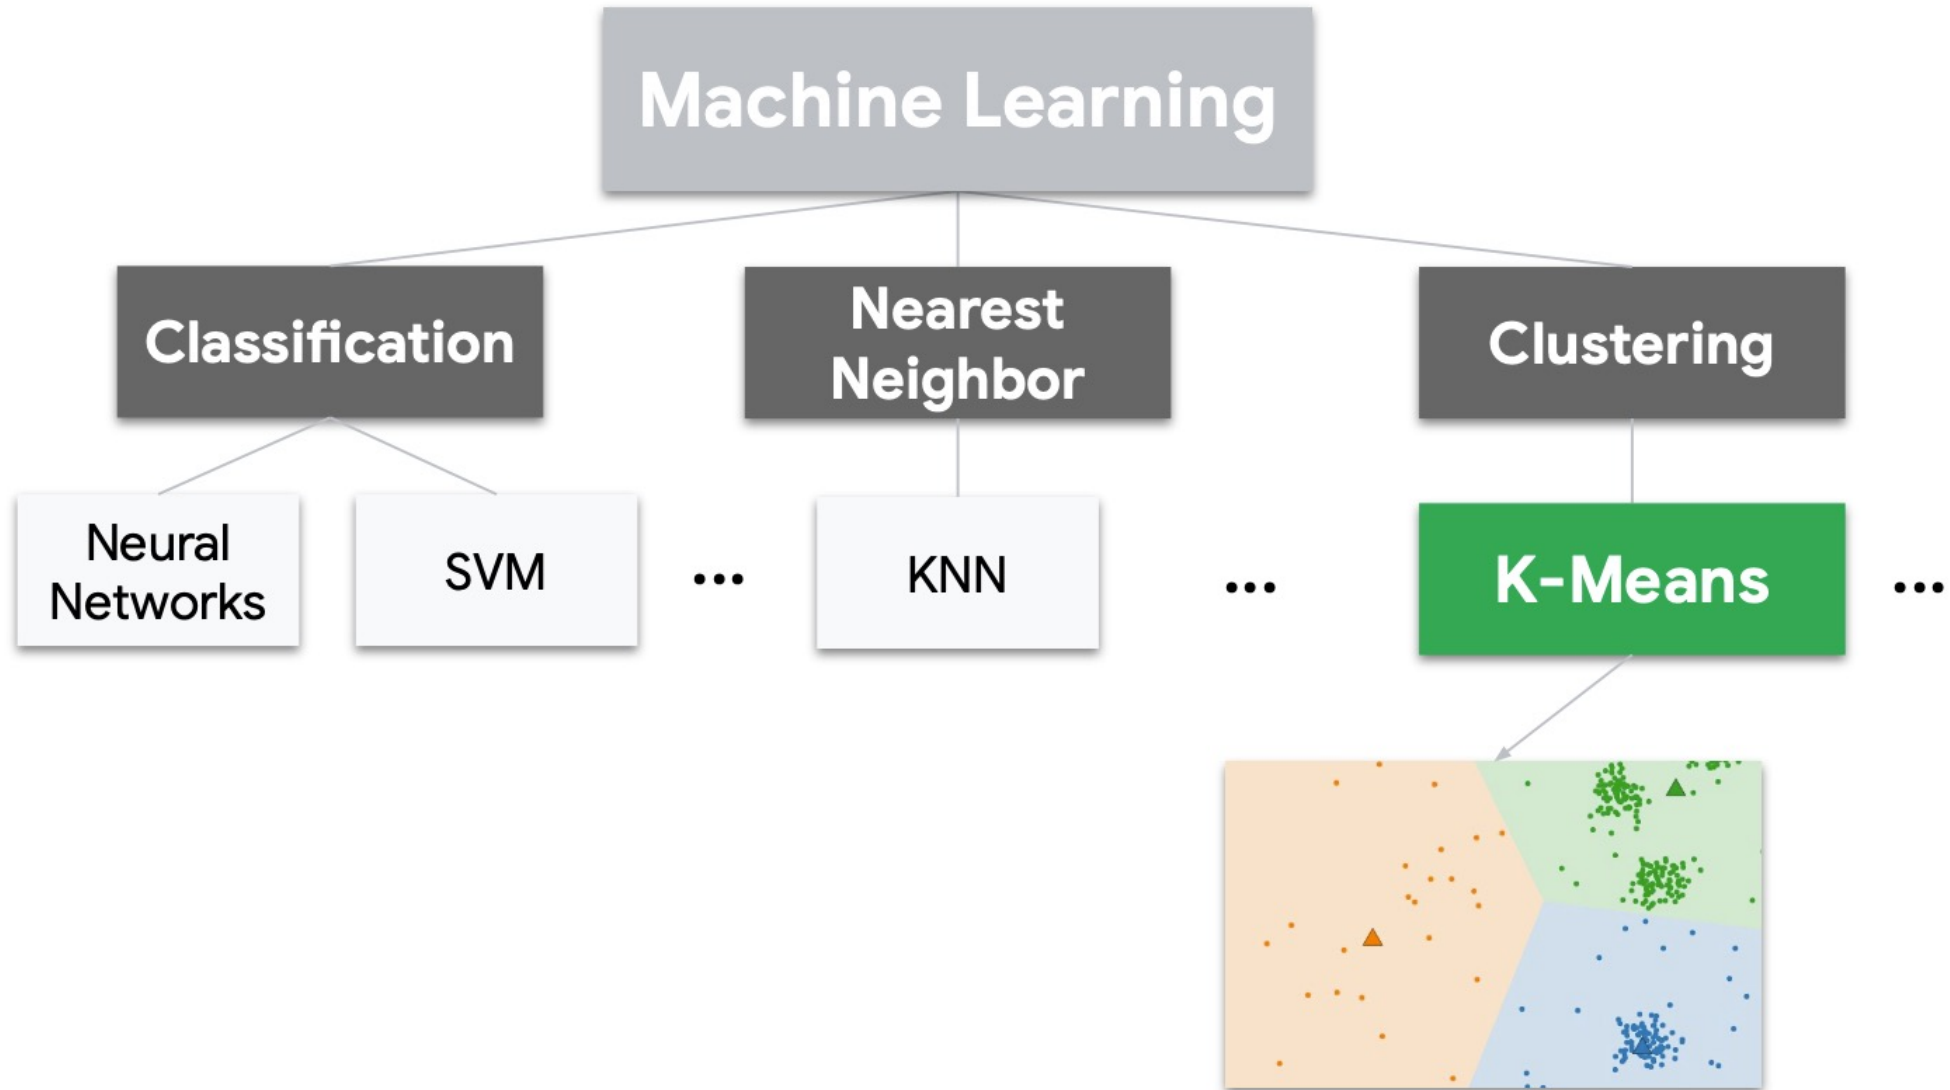 Machine Learning
Classification
Nearest
Neighbor
Clustering
Neural
Networks
SVM
...
KNN
...
K-Means
...